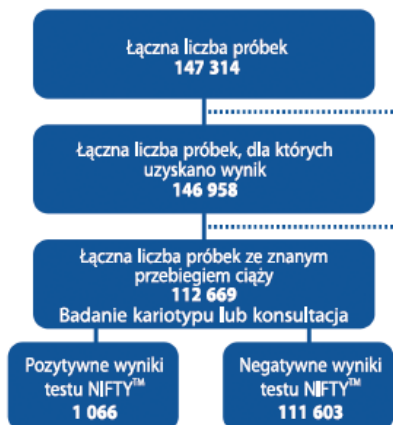 Łączna liczba próbek
147 314
Łączna liczba próbek, dla których
uzyskano wynik
146 958
Łączna liczba próbek ze znanym
przebiegiem ciąży
112 669
Badanie kariotypu lub konsultacja
Pozytywne wyniki
testu NIFTY™
1 066
Negatywne wyniki
testu NIFTY™
111 603